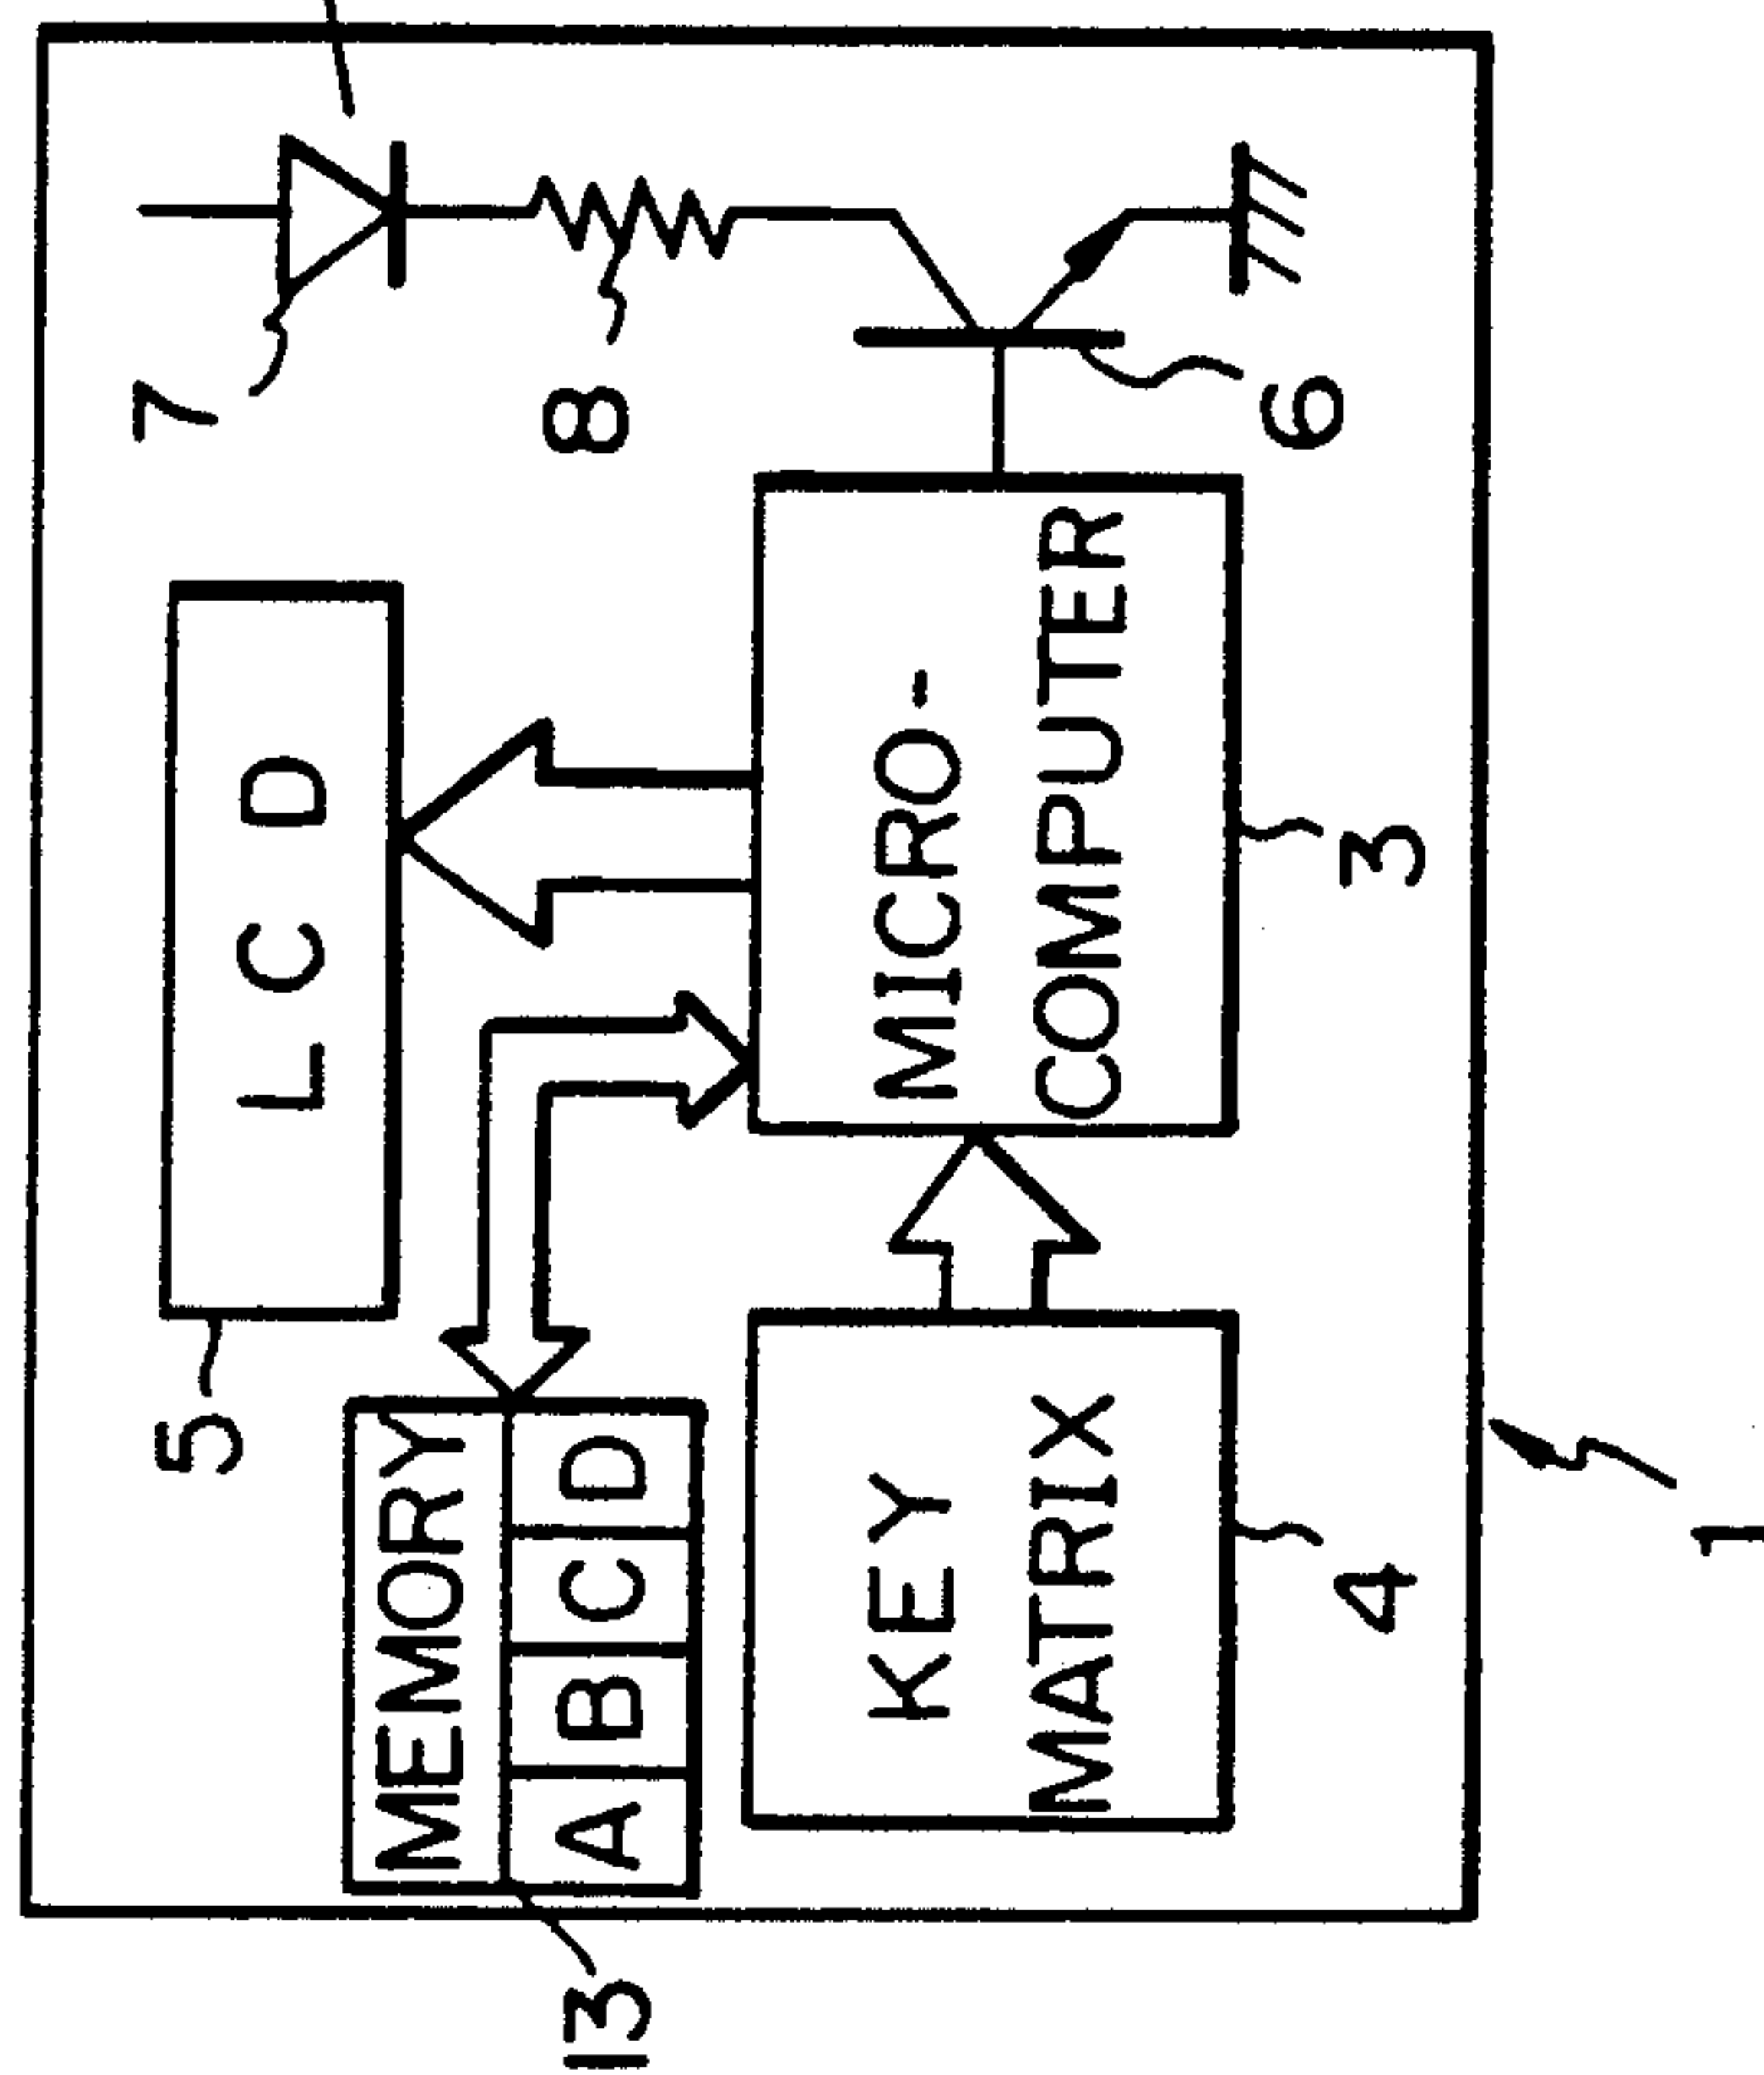 5
7
L C D
MEMORY
13
A B C D
8
KEY
MATRIX
MICRO-
COMPUTER
6
4
3
1